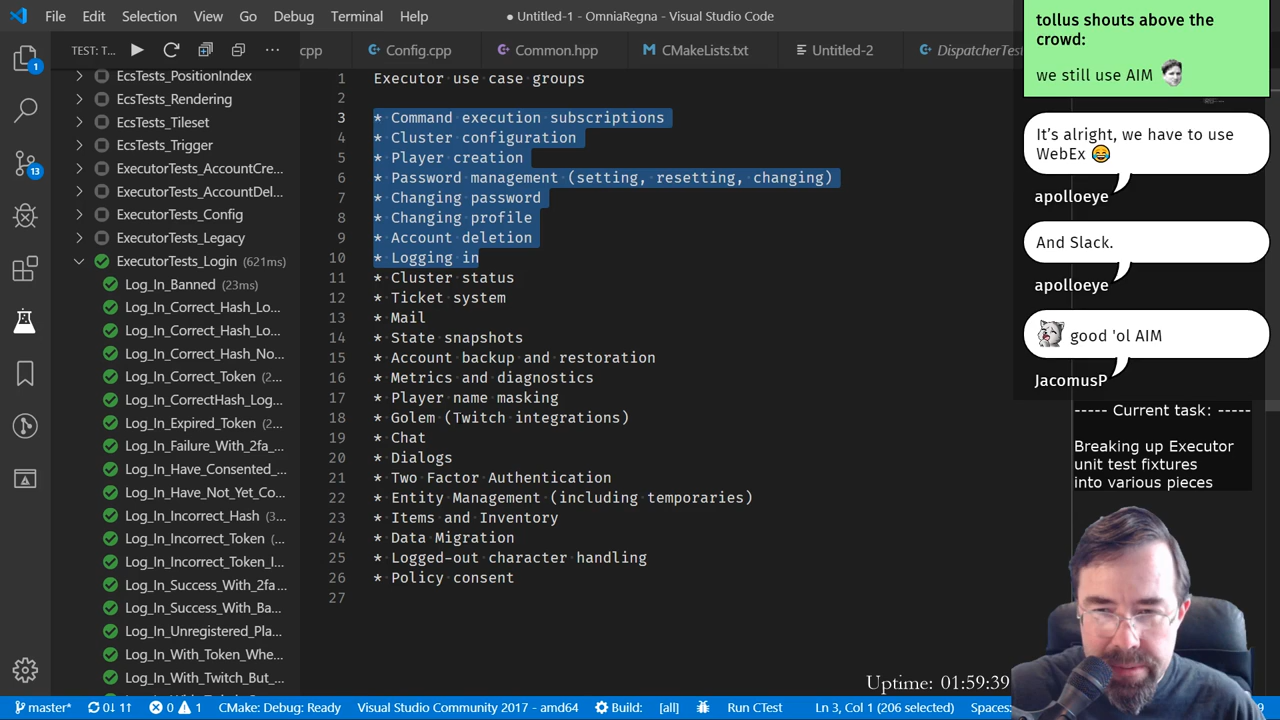 File Edit Selection View Go Debug Terminal Help
● Untitled-1 - OmniaRegna - Visual Studio Code
TEST: T... ···
cpp Config.cpp Common.hpp CMakeLists.txt Untitled-2 DispatcherTes
1
13
EcsTests_PositionIndex
EcsTests_Rendering
EcsTests_Tileset
EcsTests_Trigger
ExecutorTests_AccountCre...
ExecutorTests_AccountDel...
ExecutorTests_Config
ExecutorTests_Legacy
ExecutorTests_Login (621ms)
Log_In_Banned (23ms)
Log_In_Correct_Hash_Lo...
Log_In_Correct_Hash_Lo...
Log_In_Correct_Hash_No...
Log_In_Correct_Token (2...
Log_In_CorrectHash_Log...
Log_In_Expired_Token (2...
Log_In_Failure_With_2fa_...
Log_In_Have_Consented_...
Log_In_Have_Not_Yet_Co...
Log_In_Incorrect_Hash (3...
Log_In_Incorrect_Token (...
Log_In_Incorrect_Token_I...
Log_In_Success_With_2fa...
Log_In_Success_With_Ba...
Log_In_Unregistered_Pla...
Log_In_With_Token_Whe...
Log_In_With_Twitch_But_...
1 Executor use case groups
2
3 * Command execution subscriptions
4 * Cluster configuration
5 * Player creation
6 * Password management (setting, resetting, changing)
7 * Changing password
8 * Changing profile
9 * Account deletion
10 * Logging in
11 * Cluster status
12 * Ticket system
13 * Mail
14 * State snapshots
15 * Account backup and restoration
16 * Metrics and diagnostics
17 * Player name masking
18 * Golem (Twitch integrations)
19 * Chat
20 * Dialogs
21 * Two Factor Authentication
22 * Entity Management (including temporaries)
23 * Items and Inventory
24 * Data Migration
25 * Logged-out character handling
26 * Policy consent
27
tollus shouts above the
crowd:
we still use AIM
It's alright, we have to use
WebEx 😂
apolloeye
And Slack.
apolloeye
good 'ol AIM
JacomusP
----- Current task: -----
Breaking up Executor
unit test fixtures
into various pieces
Uptime: 01:59:39
master* 0↓ 1↑ 0 1 CMake: Debug: Ready Visual Studio Community 2017 - amd64 Build: [all] Run CTest Ln 3, Col 1 (206 selected) Spaces: